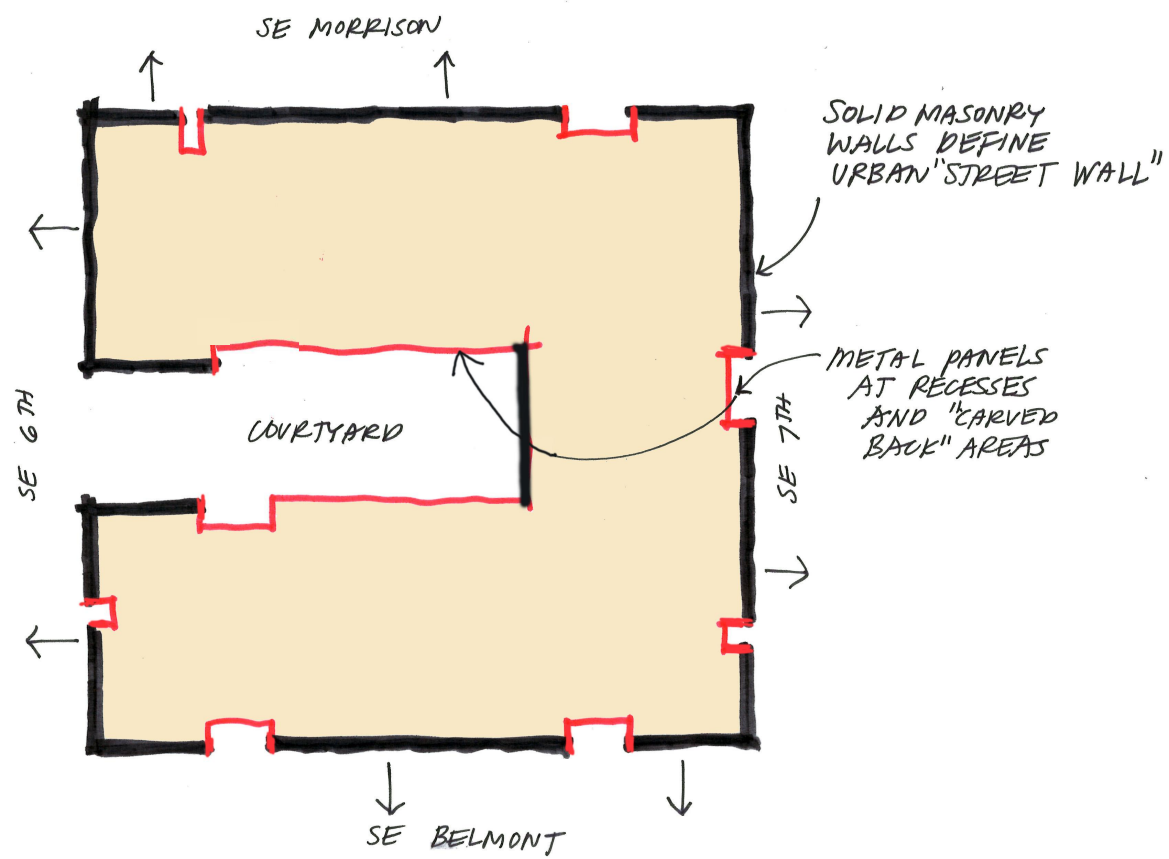 SE MORRISON
SOLID MASONRY
WALLS DEFINE
URBAN "STREET WALL"
METAL PANELS
AT RECESSES
AND "CARVED
BACK" AREAS
SE 6TH
COURTYARD
SE 7TH
SE BELMONT